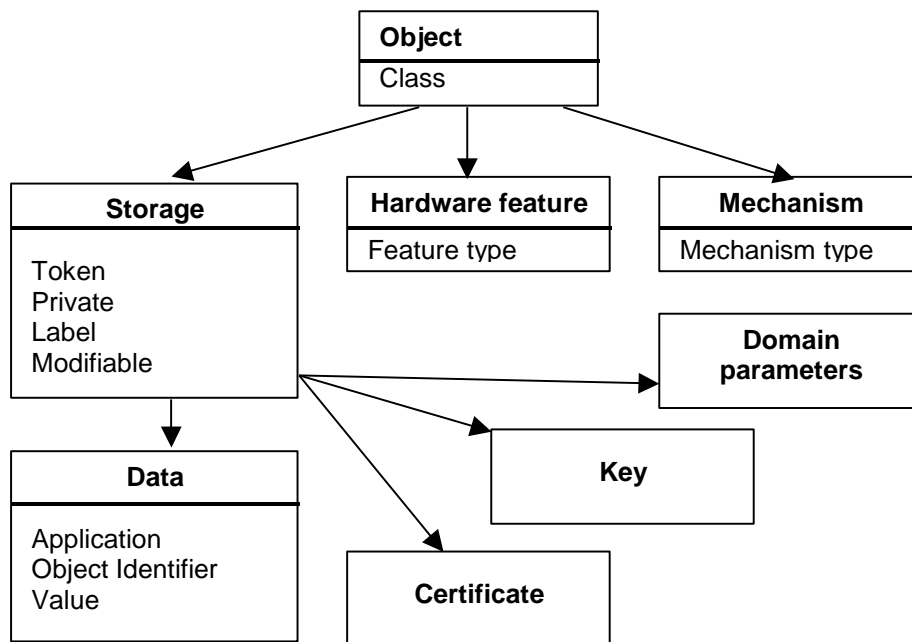 Object
Class
Storage
Token
Private
Label
Modifiable
Hardware feature
Feature type
Mechanism
Mechanism type
Domain
parameters
Key
Data
Application
Object Identifier
Value
Certificate